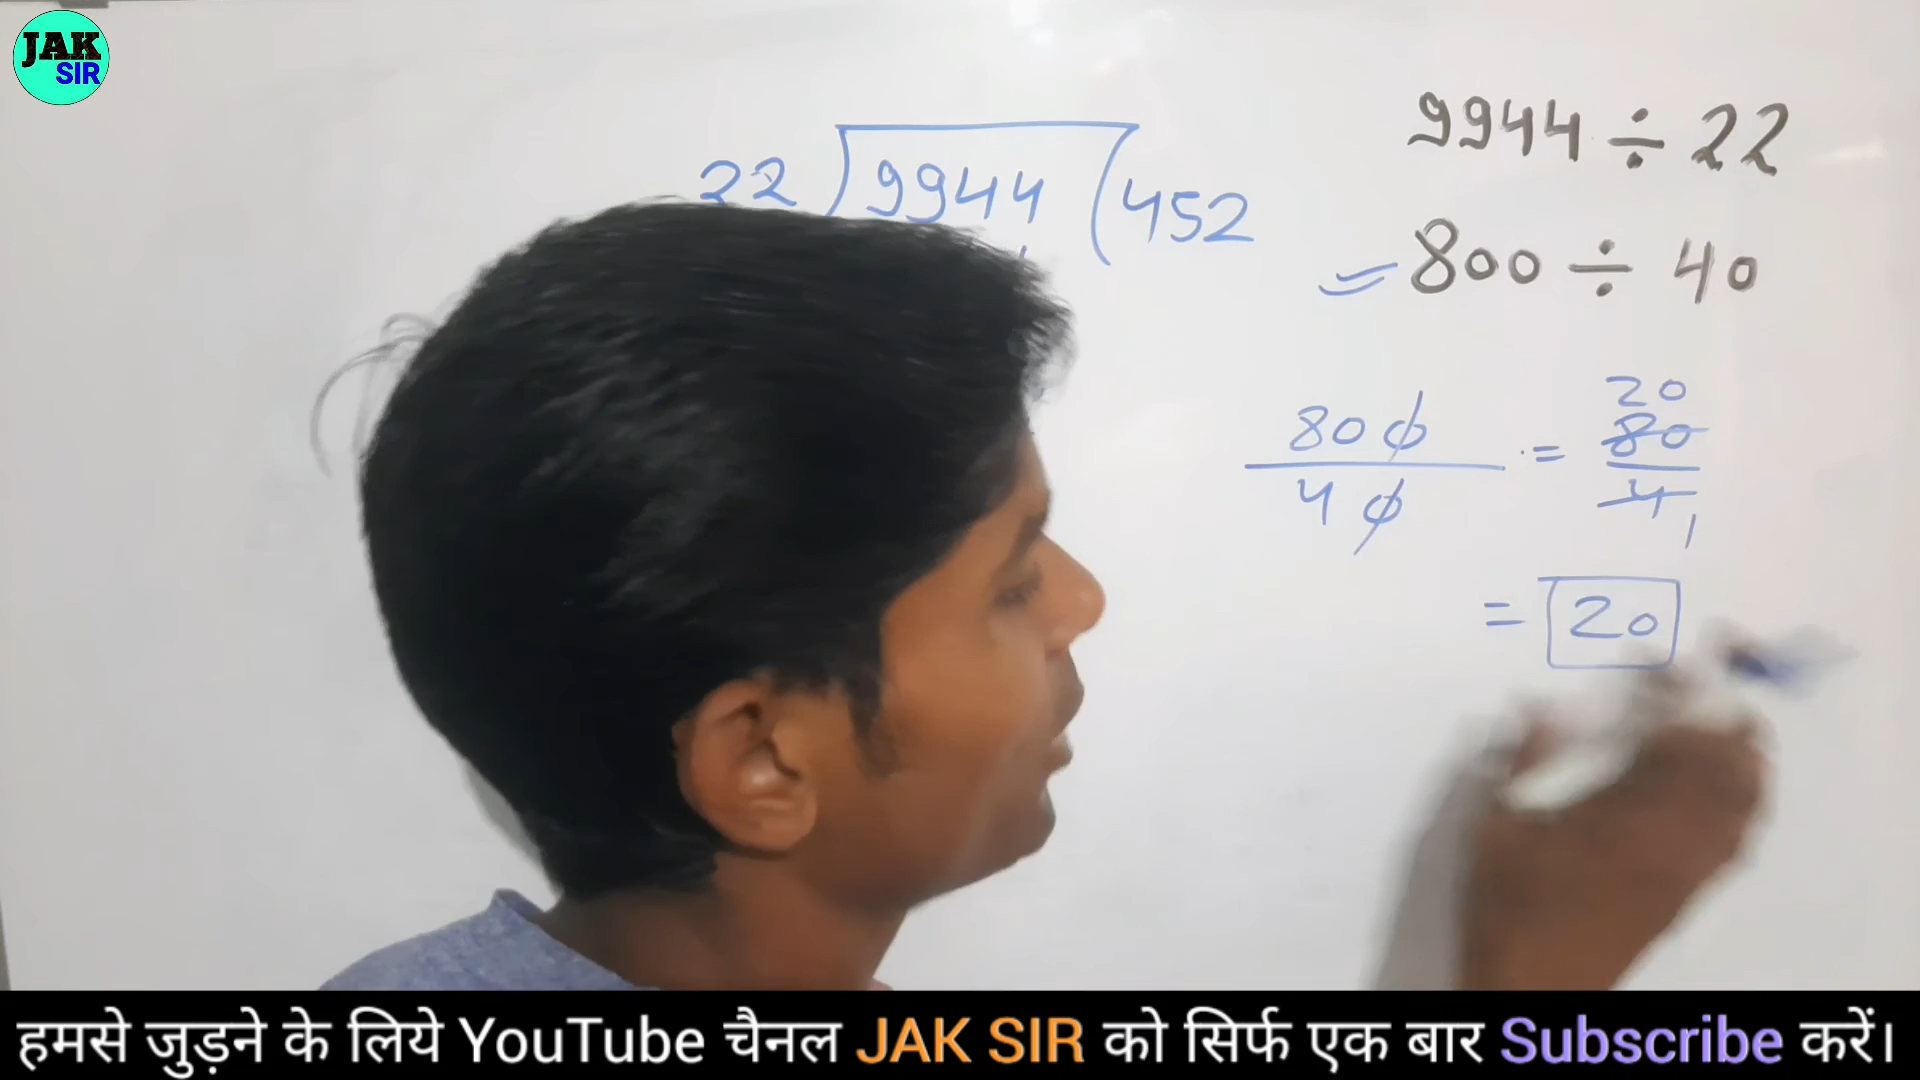 JAK
SIR
22 ) 9944 ( 452
9944 ÷ 22
= 800 ÷ 40
20
800 / 40 = 80 / 4
1
= 20
हमसे जुड़ने के लिये YouTube चैनल JAK SIR को सिर्फ एक बार Subscribe करें।